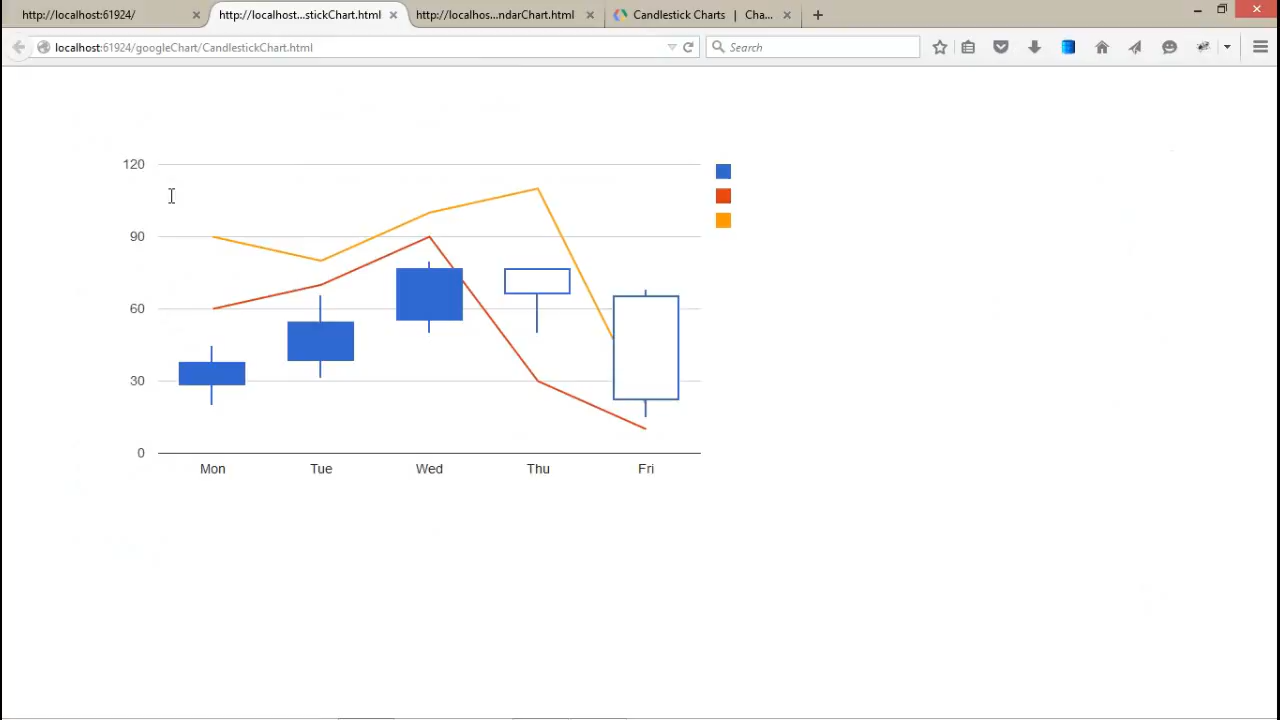 http://localhost:61924/
http://localhost...stickChart.html
http://localhos...ndarChart.html
Candlestick Charts | Cha...
localhost:61924/googleChart/CandlestickChart.html
Search
120
90
60
30
0
Mon Tue Wed Thu Fri